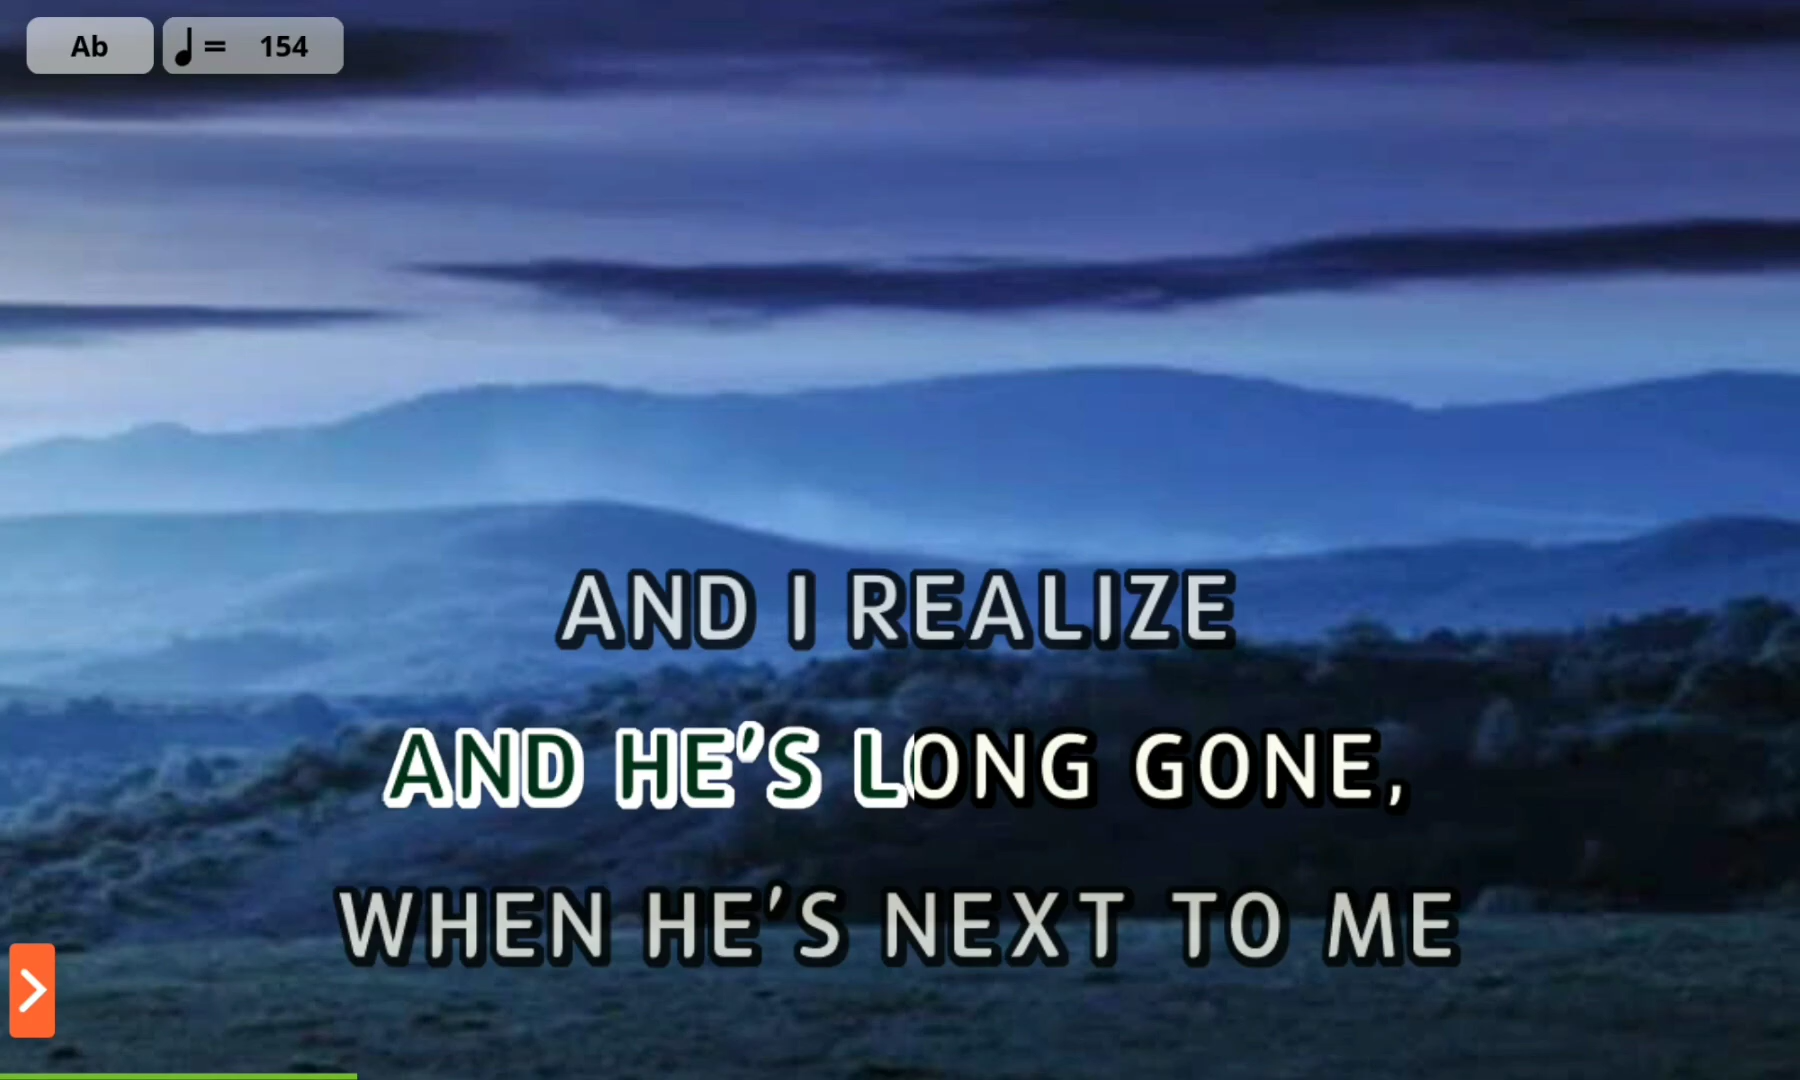 Ab
♩ = 154
AND I REALIZE
AND HE'S LONG GONE,
WHEN HE'S NEXT TO ME